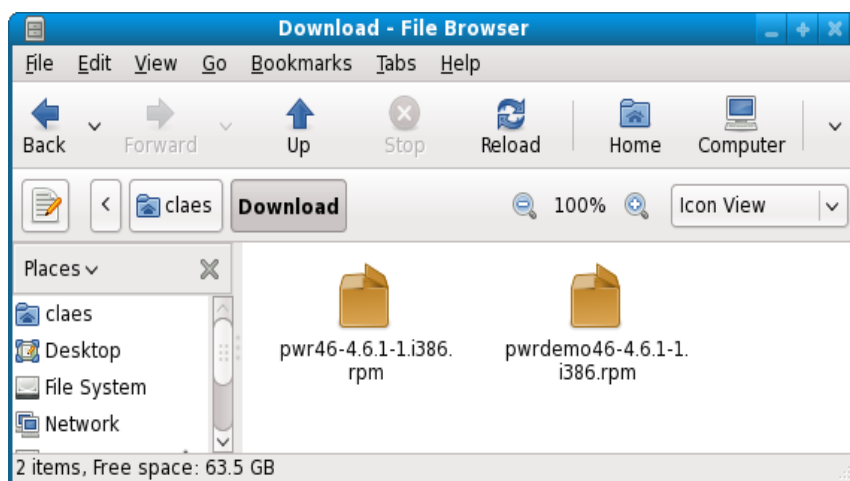 Download - File Browser
File Edit View Go Bookmarks Tabs Help
Back Forward Up Stop Reload Home Computer
claes Download 100% Icon View
Places
claes
Desktop
File System
Network
pwr46-4.6.1-1.i386.
rpm
pwrdemo46-4.6.1-1.
i386.rpm
2 items, Free space: 63.5 GB